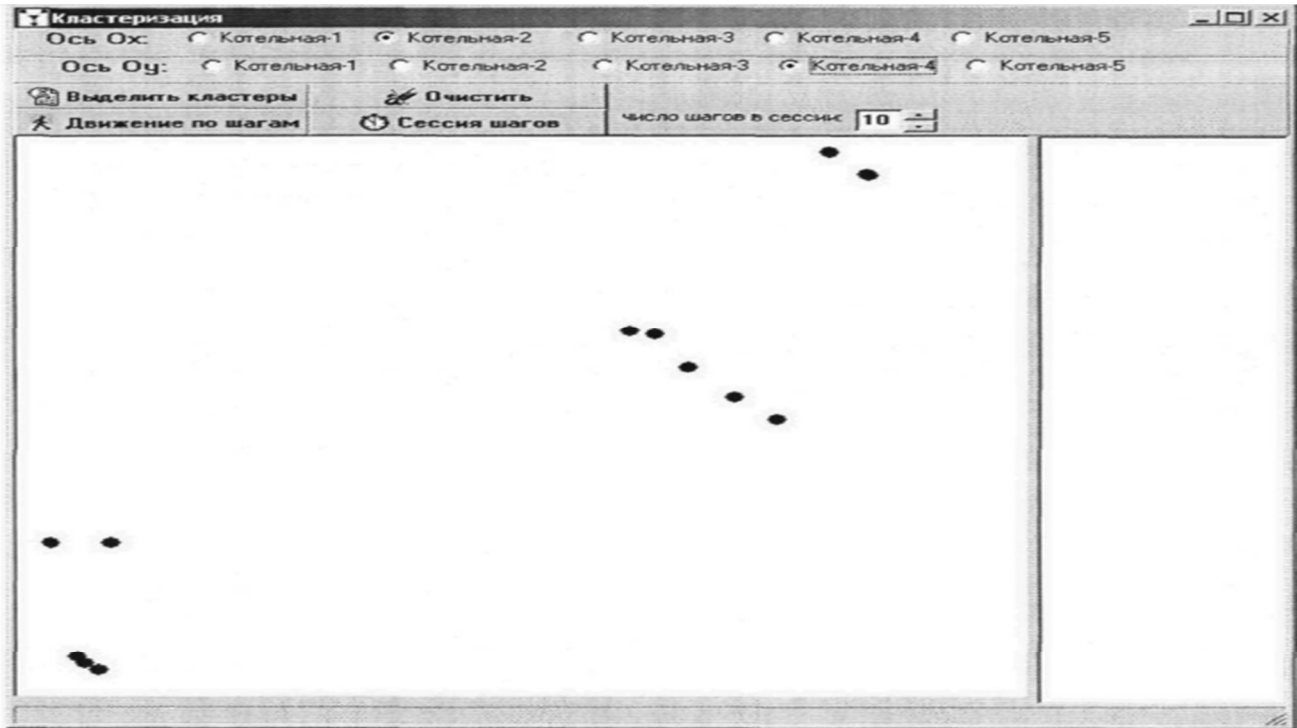 Кластеризация
Ось Ox: Котельная-1 Котельная-2 Котельная-3 Котельная-4 Котельная-5
Ось Oy: Котельная-1 Котельная-2 Котельная-3 Котельная-4 Котельная-5
Выделить кластеры Очистить
Движение по шагам Сессия шагов число шагов в сессии: 10